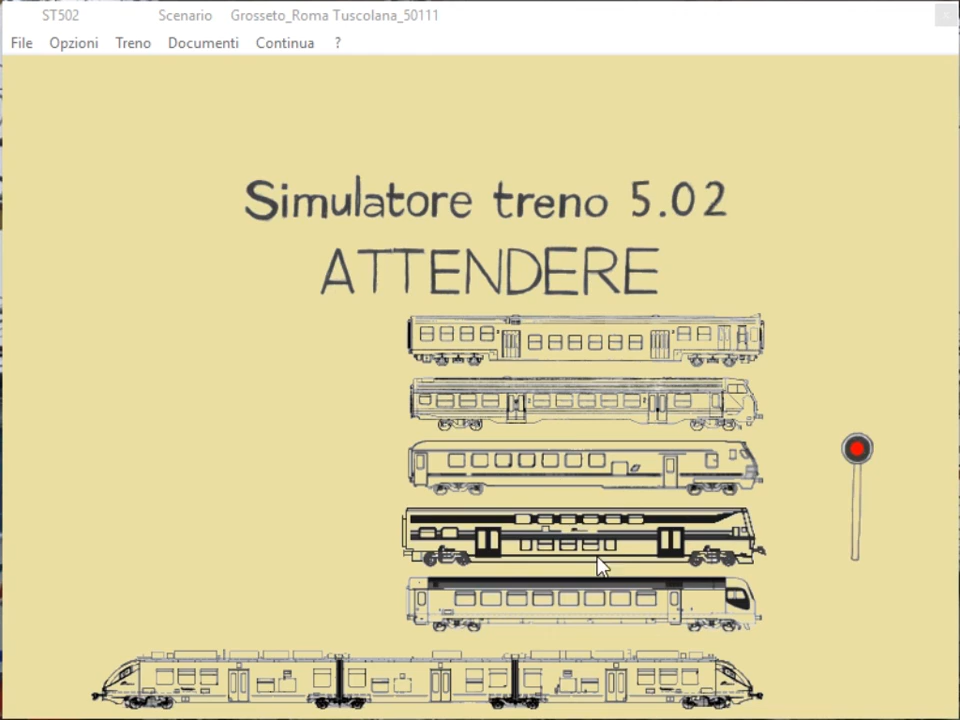 ST502 Scenario Grosseto_Roma Tuscolana_50111
File Opzioni Treno Documenti Continua ?
Simulatore treno 5.02
ATTENDERE